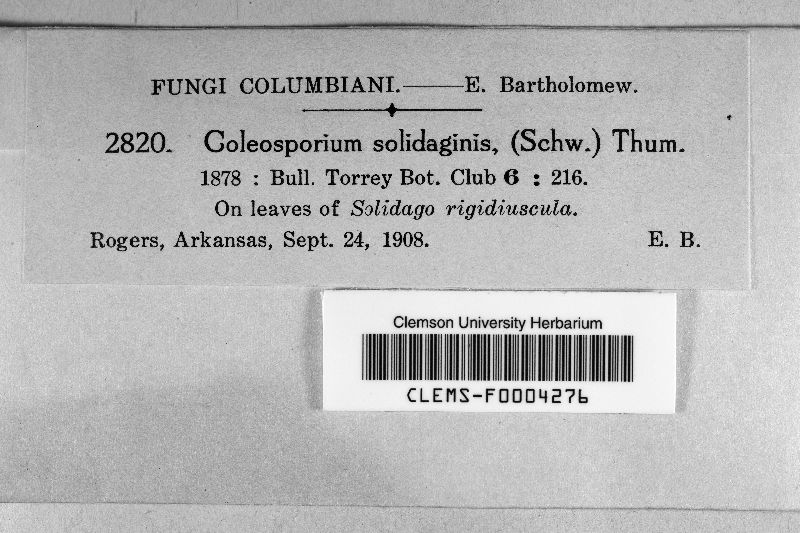 FUNGI COLUMBIANI.——E. Bartholomew.
2820. Coleosporium solidaginis, (Schw.) Thum.
1878 : Bull. Torrey Bot. Club 6 : 216.
On leaves of Solidago rigidiuscula.
Rogers, Arkansas, Sept. 24, 1908. E. B.
Clemson University Herbarium
CLEMS-F0004276